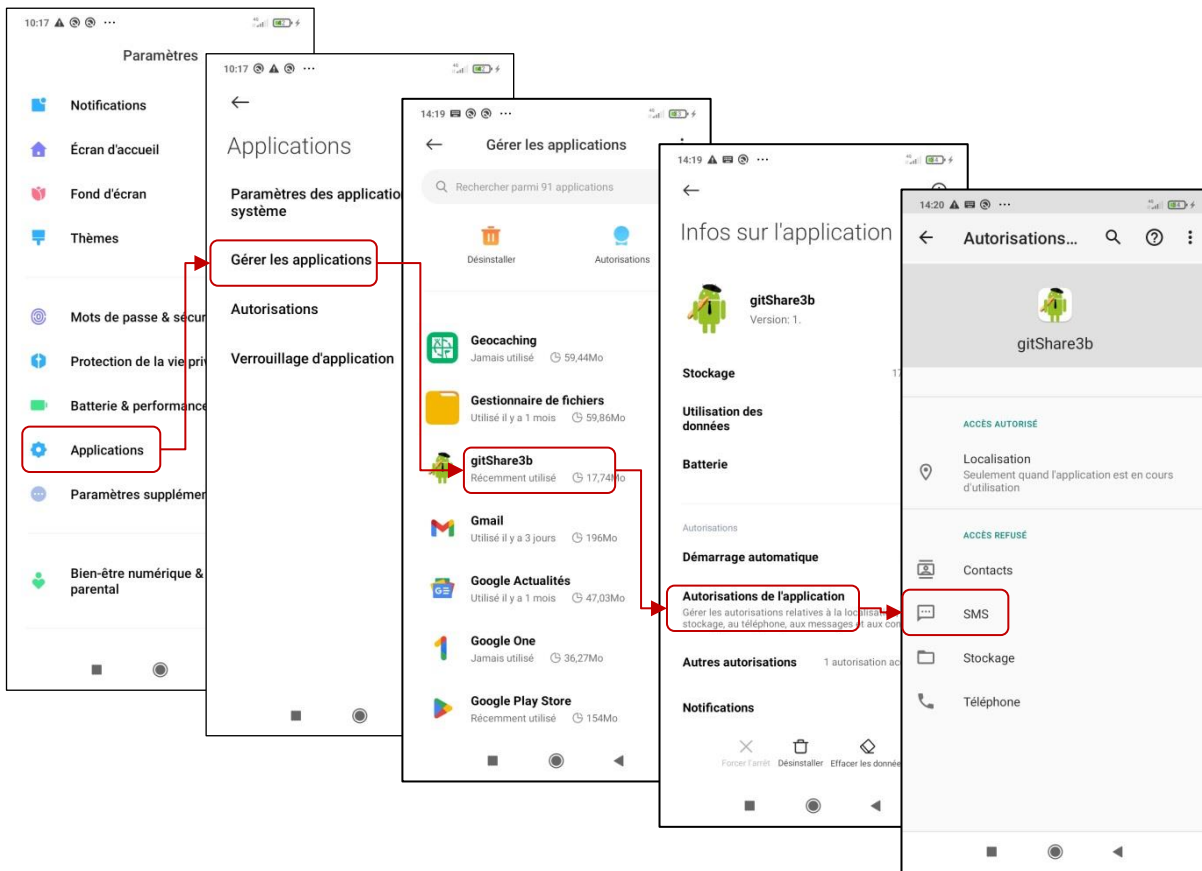 10:17
Paramètres
Notifications
Écran d'accueil
Fond d'écran
Thèmes
Mots de passe & sécur
Protection de la vie pri
Batterie & performance
Applications
Paramètres supplémen
Bien-être numérique &
parental
10:17
Applications
Paramètres des applicatio
système
Gérer les applications
Autorisations
Verrouillage d'application
14:19
Gérer les applications
Rechercher parmi 91 applications
Désinstaller
Autorisations
Geocaching
Jamais utilisé 59,44Mo
Gestionnaire de fichiers
Utilisé il y a 1 mois 59,86Mo
gitShare3b
Récemment utilisé 17,74Mo
Gmail
Utilisé il y a 3 jours 196Mo
Google Actualités
Utilisé il y a 1 mois 47,03Mo
Google One
Jamais utilisé 36,27Mo
Google Play Store
Récemment utilisé 154Mo
14:19
Infos sur l'application
gitShare3b
Version: 1.
Stockage 17
Utilisation des
données
Batterie
Autorisations
Démarrage automatique
Autorisations de l'application
Gérer les autorisations relatives à la localisa
stockage, au téléphone, aux messages et aux con
Autres autorisations 1 autorisation ac
Notifications
Forcer l'arrêt
Désinstaller
Effacer les donnée
14:20
Autorisations...
gitShare3b
ACCÈS AUTORISÉ
Localisation
Seulement quand l'application est en cours
d'utilisation
ACCÈS REFUSÉ
Contacts
SMS
Stockage
Téléphone